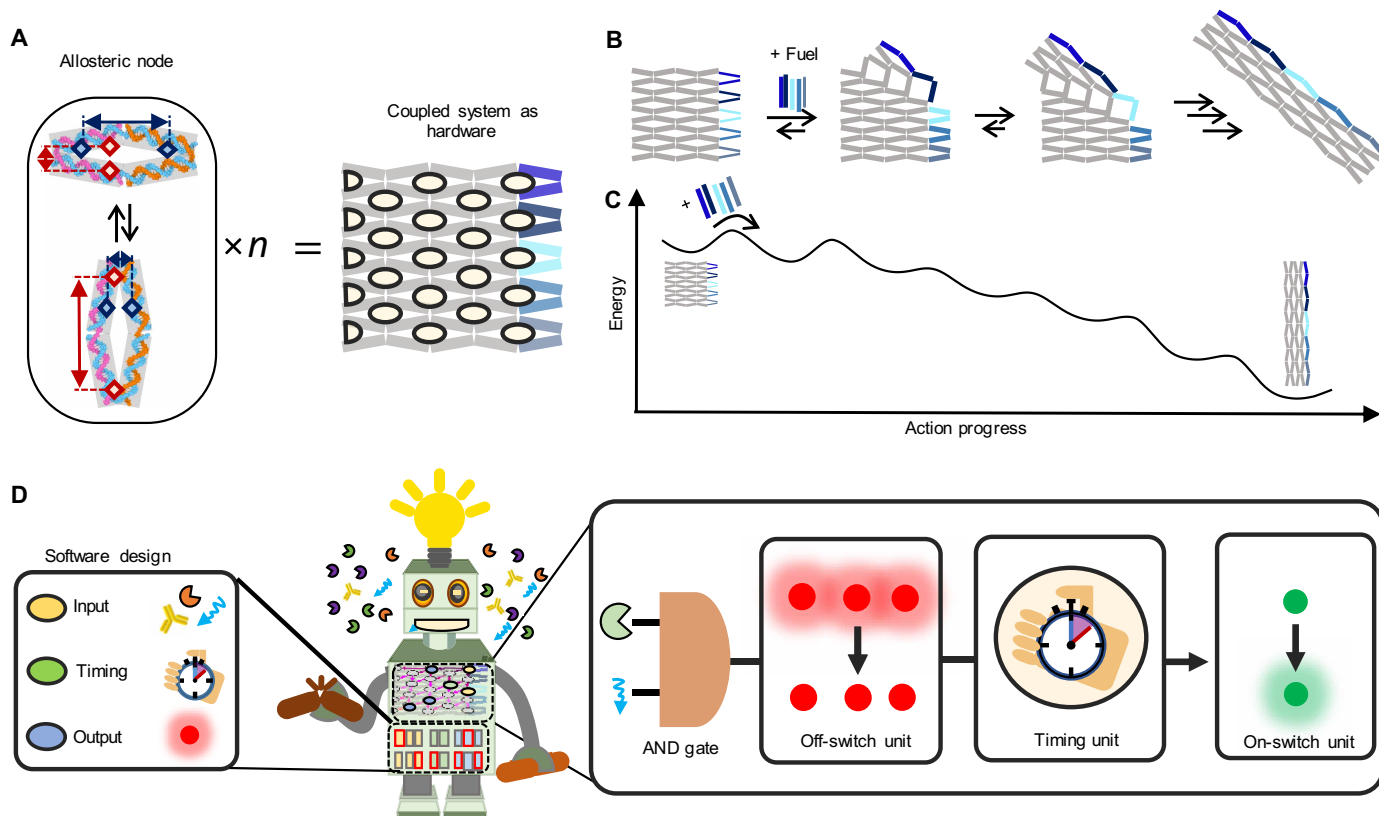 A
Allosteric node
×n
=
Coupled system as
hardware
B
+ Fuel
C
+
Energy
Action progress
D
Software design
Input
Timing
Output
AND gate
Off-switch unit
Timing unit
On-switch unit